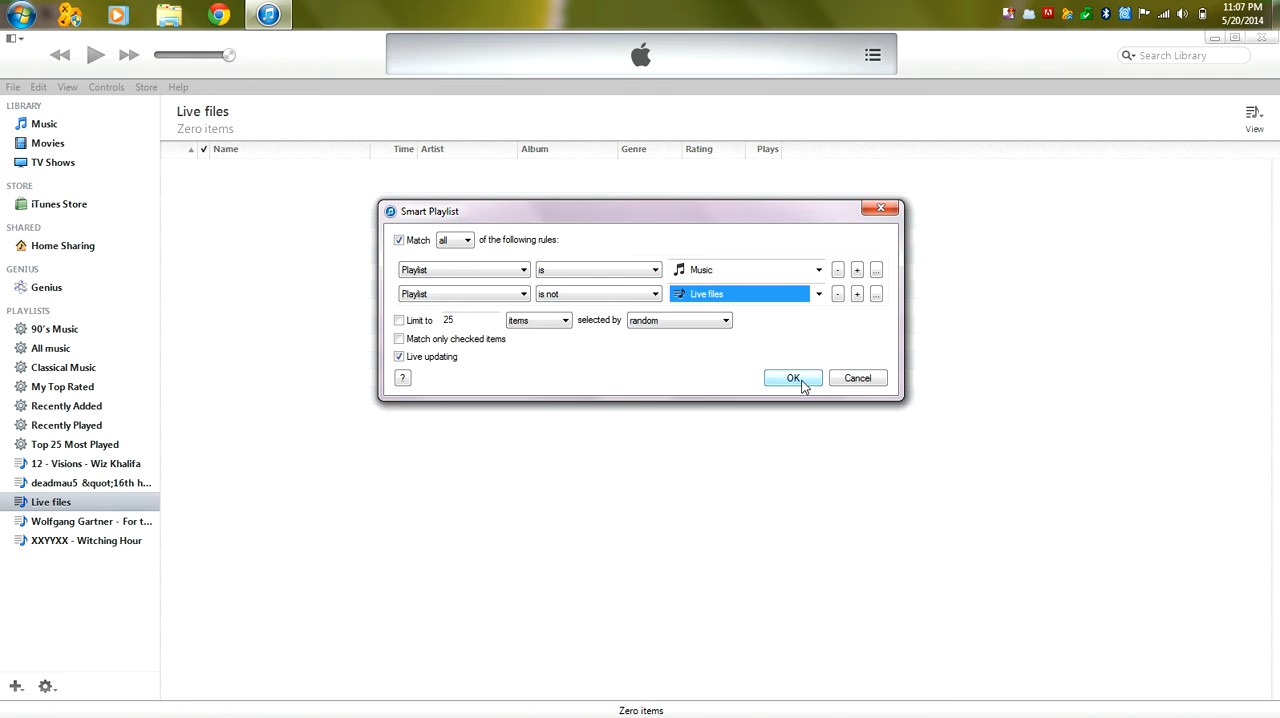 11:07 PM
5/20/2014
Search Library
File Edit View Controls Store Help
LIBRARY
Music
Movies
TV Shows
STORE
iTunes Store
SHARED
Home Sharing
GENIUS
Genius
PLAYLISTS
90's Music
All music
Classical Music
My Top Rated
Recently Added
Recently Played
Top 25 Most Played
12 - Visions - Wiz Khalifa
deadmau5 &quot;16th h...
Live files
Wolfgang Gartner - For t...
XXYYXX - Witching Hour
Live files
Zero items
View
Name Time Artist Album Genre Rating Plays
Smart Playlist
Match all of the following rules:
Playlist is Music - + ...
Playlist is not Live files - + ...
Limit to 25 items selected by random
Match only checked items
Live updating
? OK Cancel
Zero items